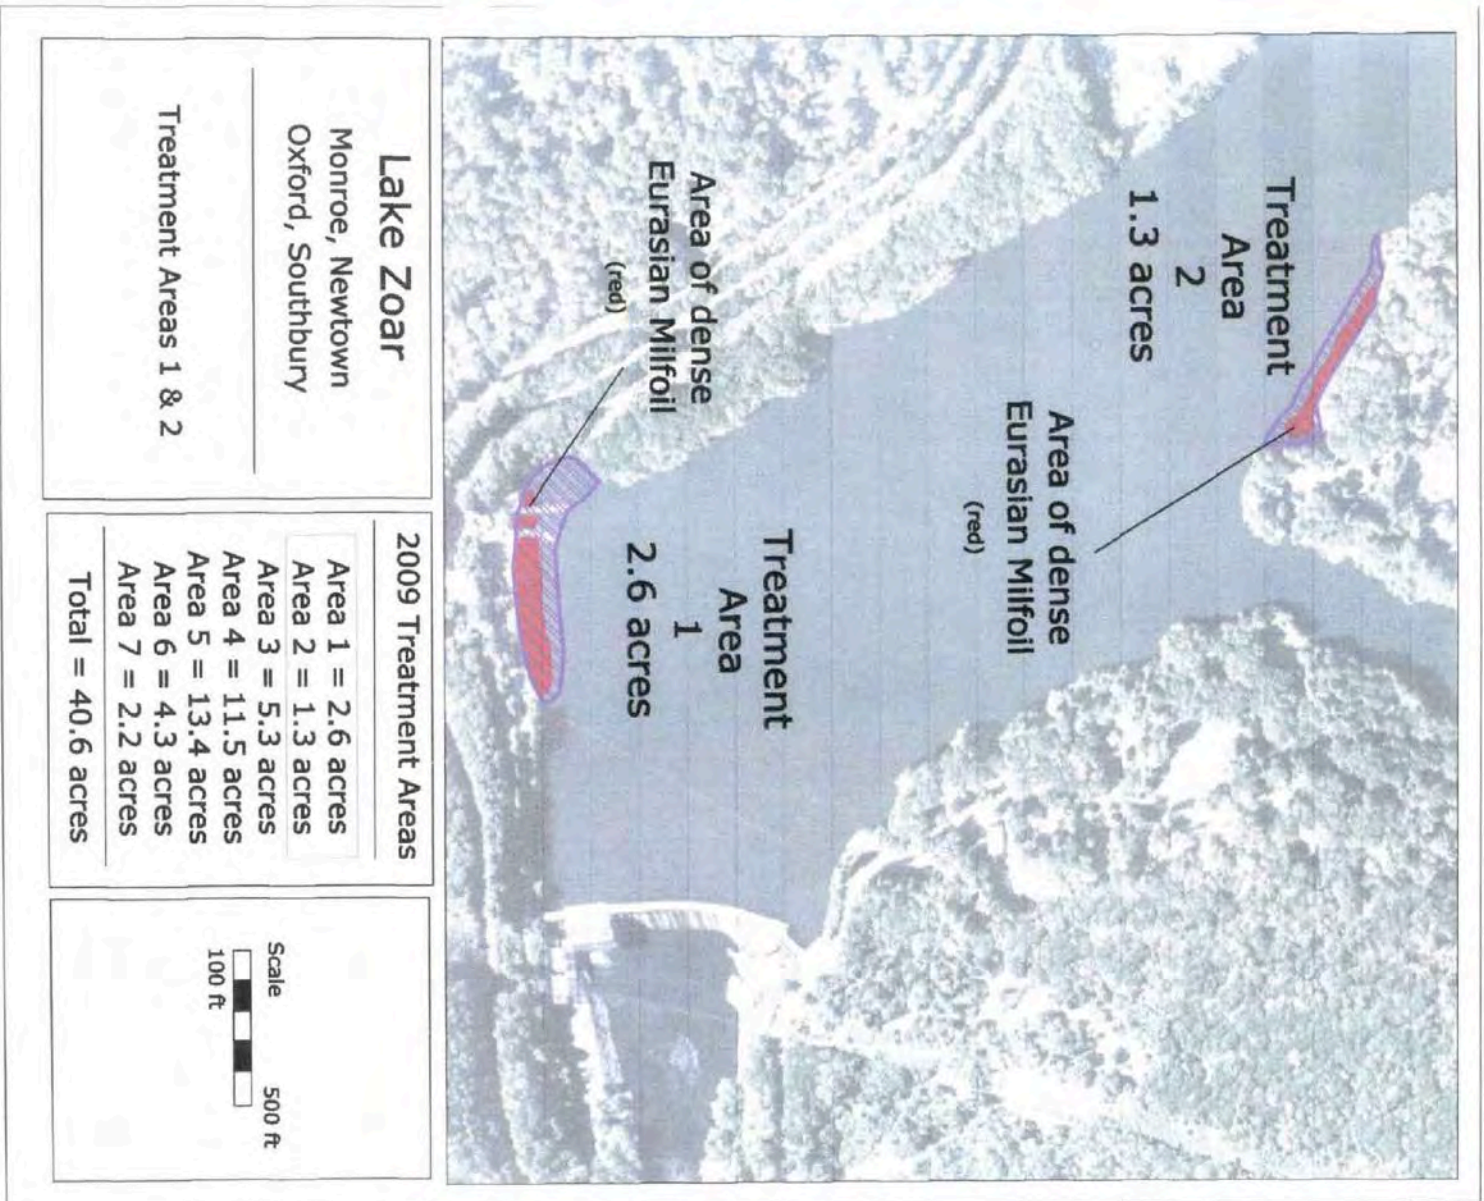 Treatment
Area
2
1.3 acres
Area of dense
Eurasian Milfoil
(red)
Treatment
Area
1
2.6 acres
Area of dense
Eurasian Milfoil
(red)
Lake Zoar
Monroe, Newtown
Oxford, Southbury
Treatment Areas 1 & 2
2009 Treatment Areas
Area 1 = 2.6 acres
Area 2 = 1.3 acres
Area 3 = 5.3 acres
Area 4 = 11.5 acres
Area 5 = 13.4 acres
Area 6 = 4.3 acres
Area 7 = 2.2 acres
Total = 40.6 acres
Scale
500 ft
100 ft